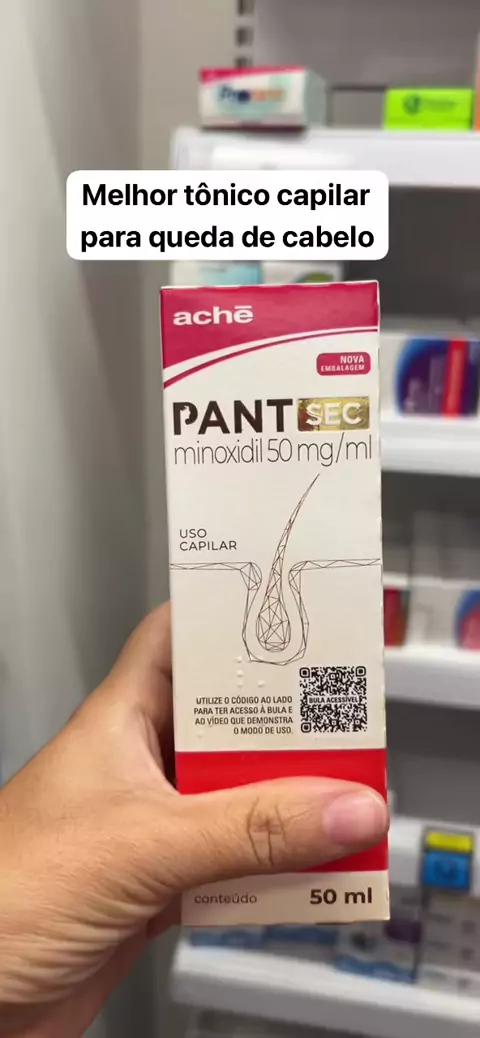 Melhor tônico capilar
para queda de cabelo
achē
NOVA
EMBALAGEM
PANT SEC
minoxidil 50 mg/ml
USO
CAPILAR
BULA ACESSÍVEL
UTILIZE O CÓDIGO AO LADO
PARA TER ACESSO À BULA E
AO VÍDEO QUE DEMONSTRA
O MODO DE USO.
conteúdo 50 ml